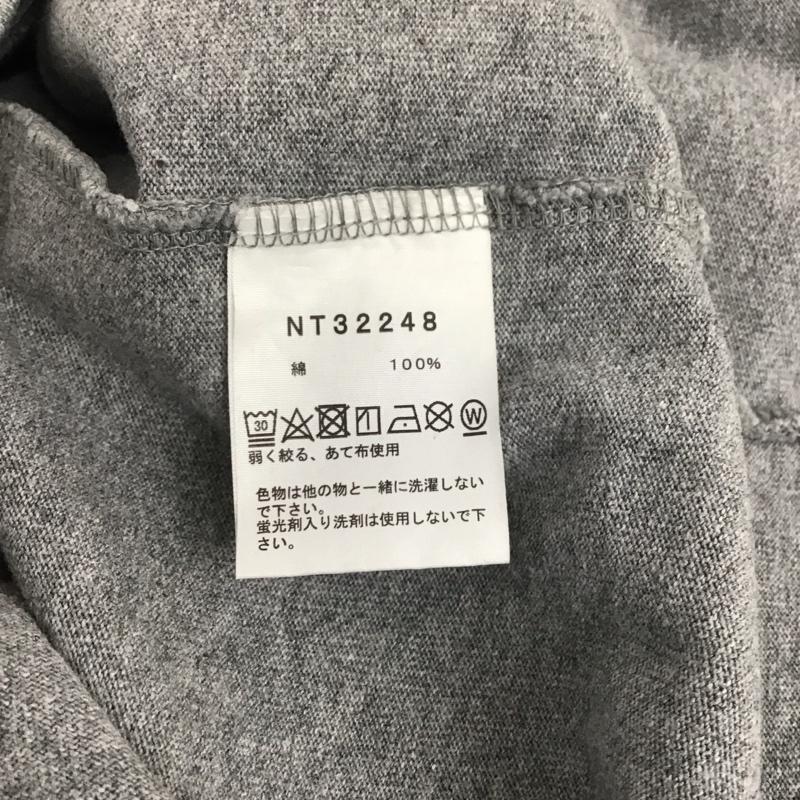 NT32248
綿 100%
30 W
弱く絞る、あて布使用
色物は他の物と一緒に洗濯しない
で下さい。
蛍光剤入り洗剤は使用しないで下
さい。